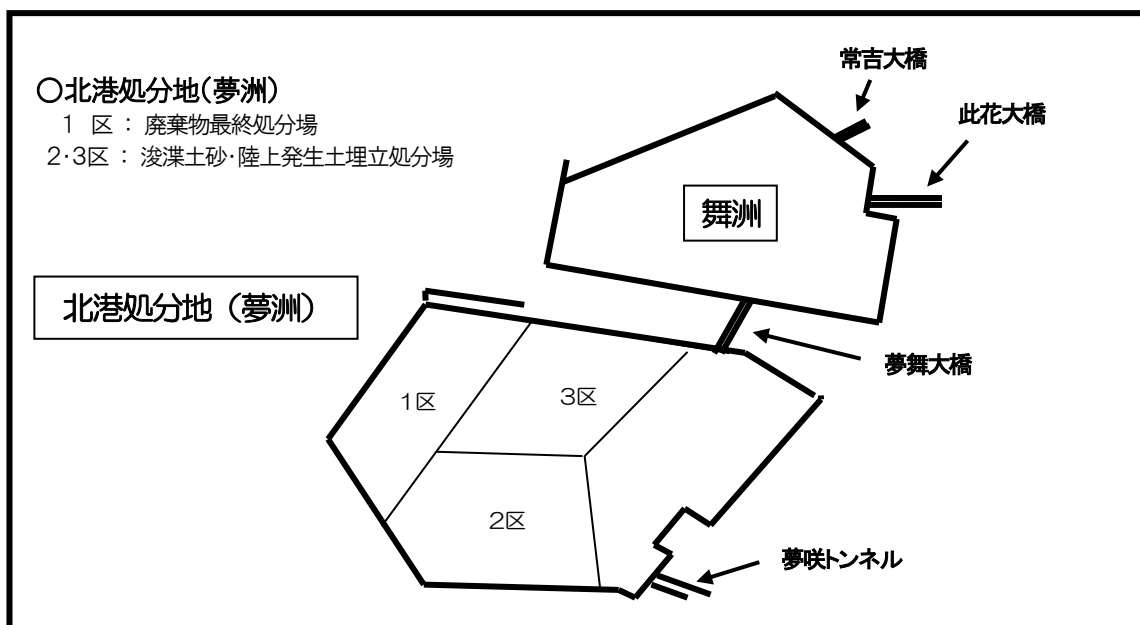 ○北港処分地(夢洲)
1 区 : 廃棄物最終処分場
2・3区 : 浚渫土砂・陸上発生土埋立処分場
常吉大橋
此花大橋
舞洲
北港処分地 (夢洲)
夢舞大橋
1区
3区
2区
夢咲トンネル